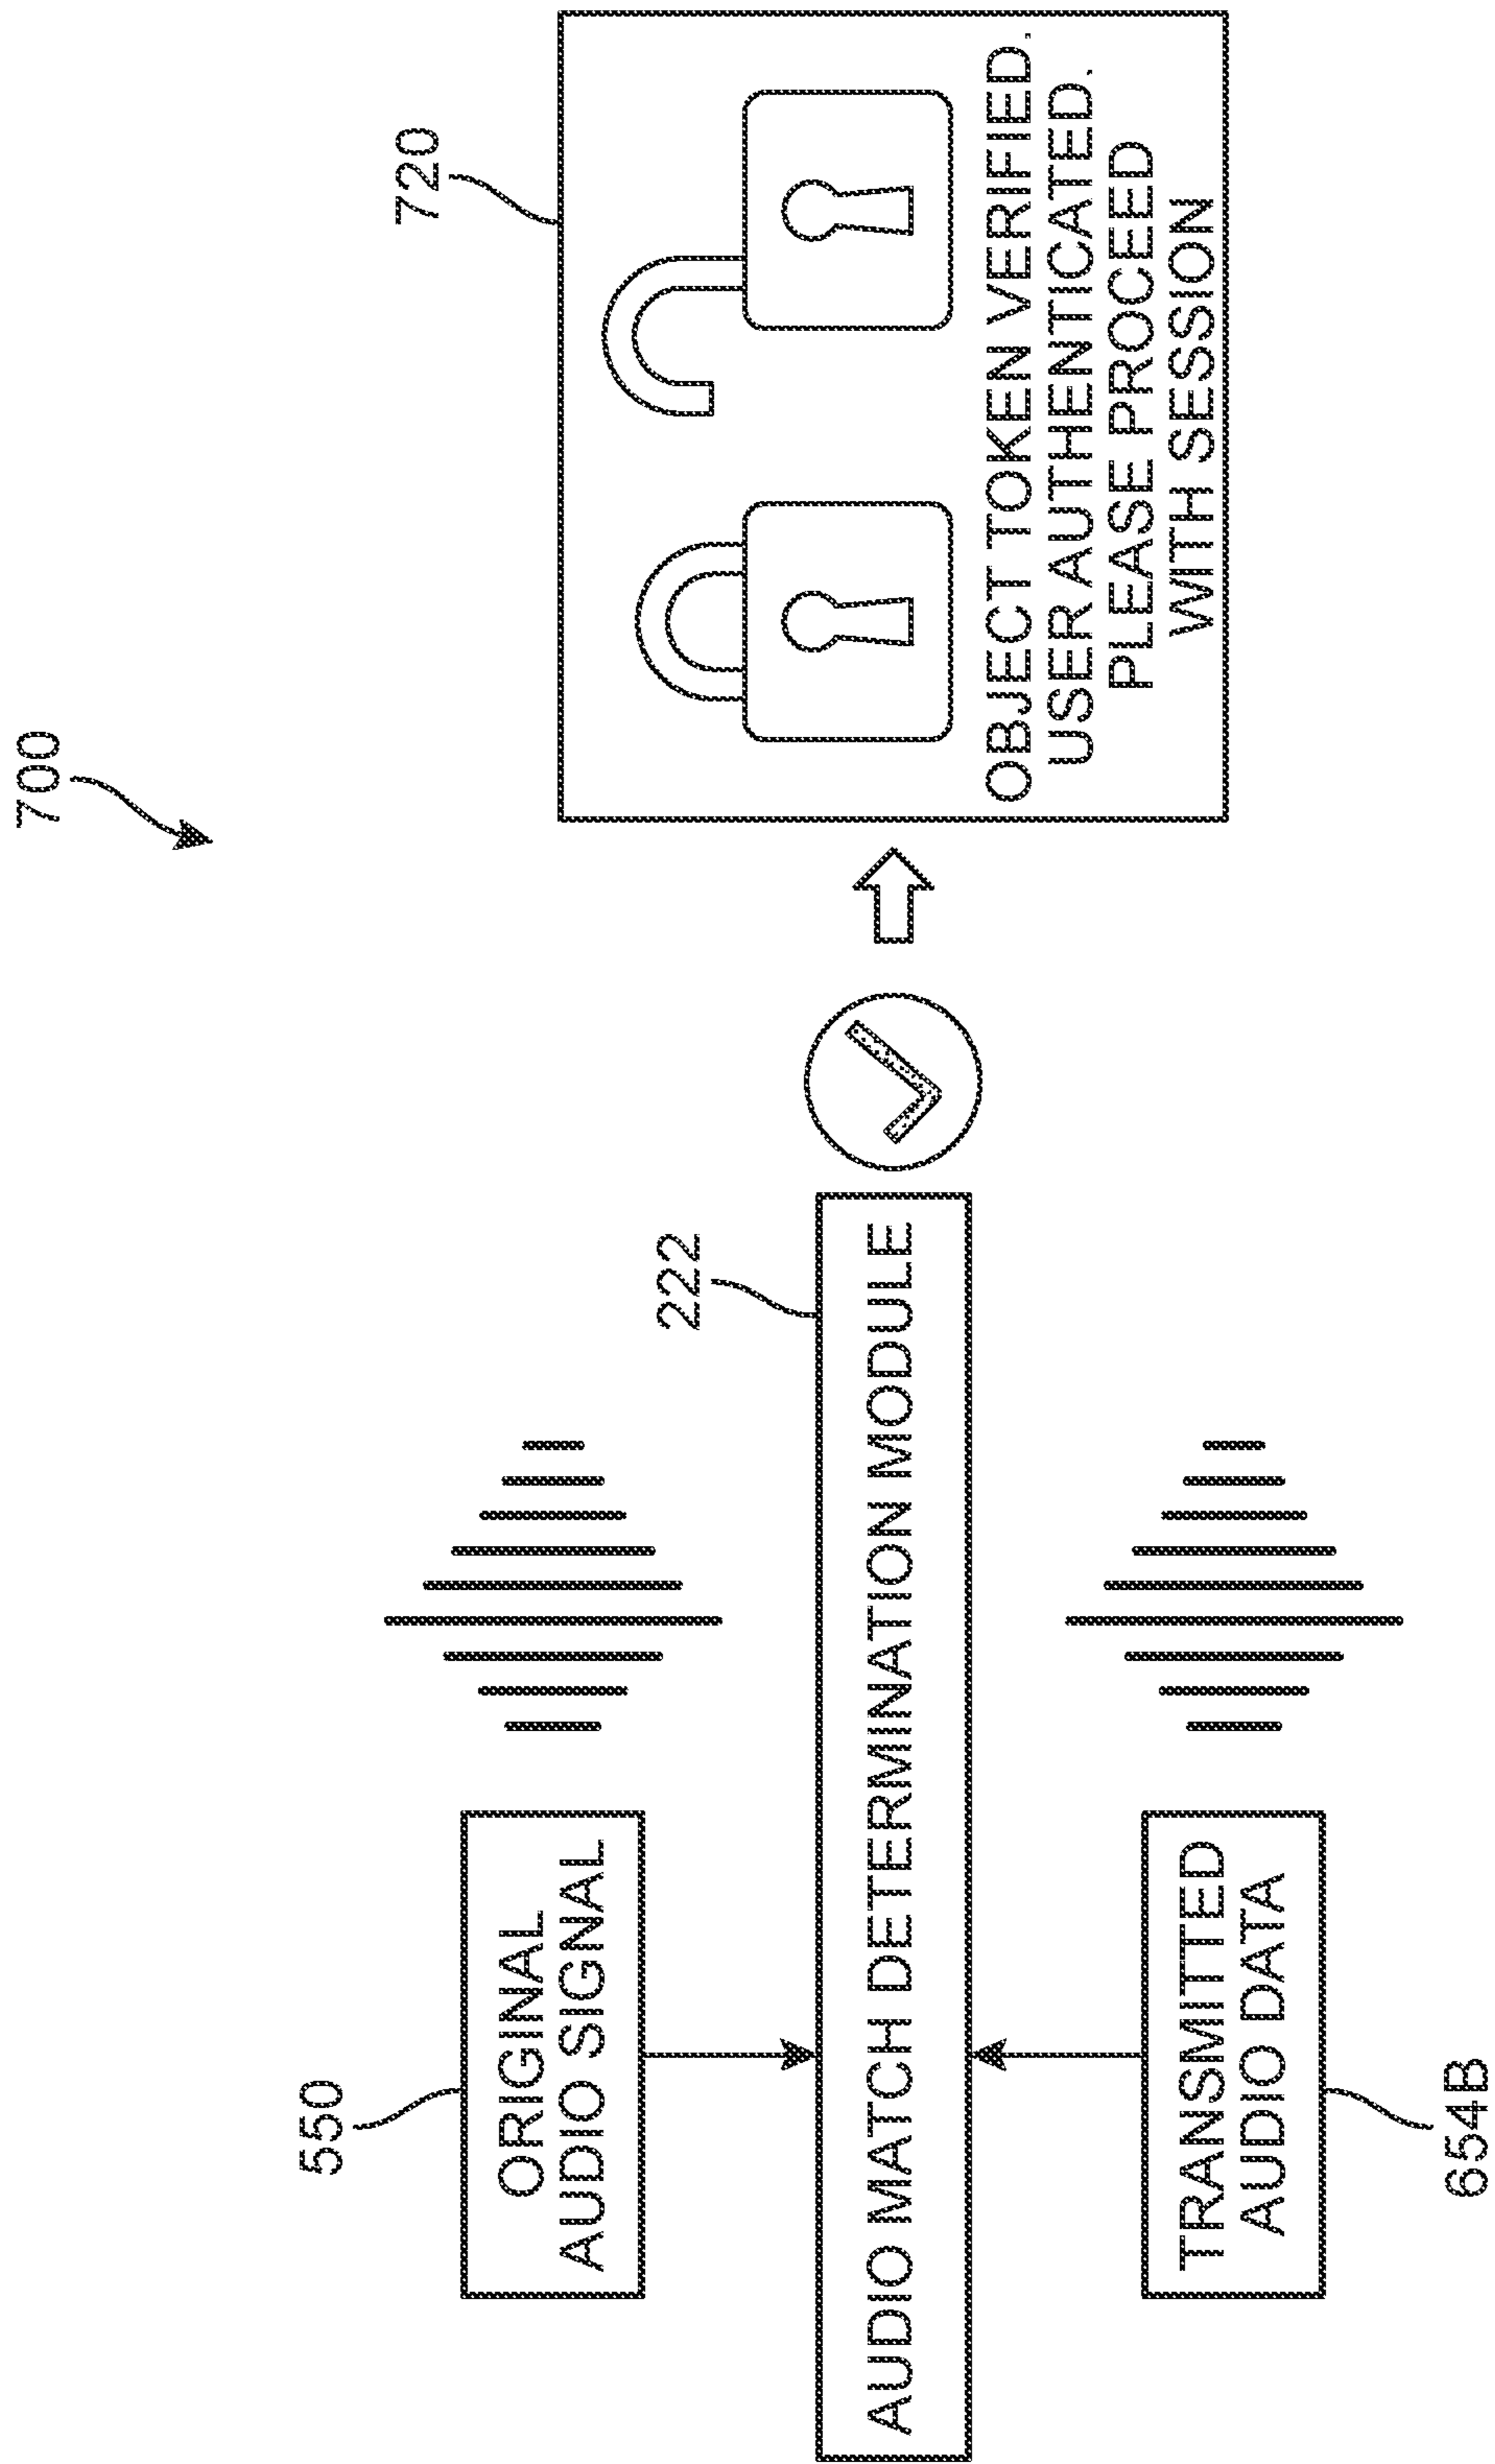 700
550
ORIGINAL
AUDIO SIGNAL
222
AUDIO MATCH DETERMINATION MODULE
TRANSMITTED
AUDIO DATA
654B
720
OBJECT TOKEN VERIFIED.
USER AUTHENTICATED.
PLEASE PROCEED
WITH SESSION